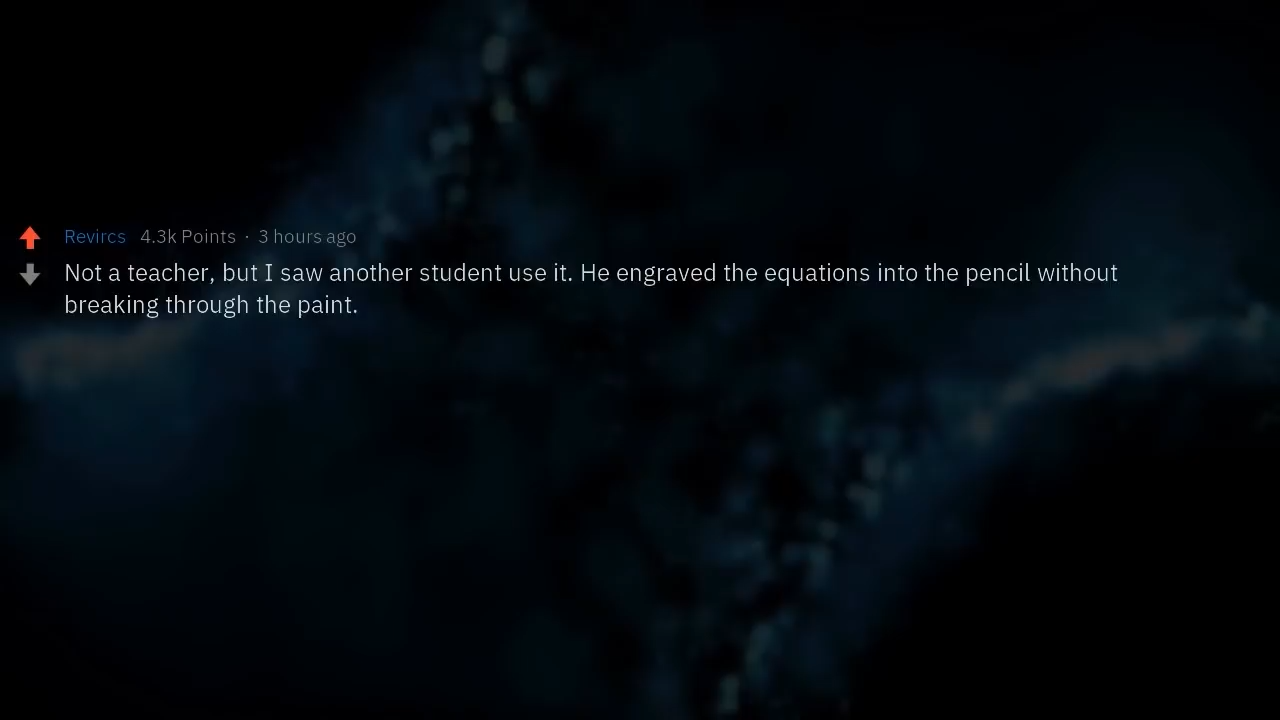 Revircs 4.3k Points · 3 hours ago
Not a teacher, but I saw another student use it. He engraved the equations into the pencil without
breaking through the paint.